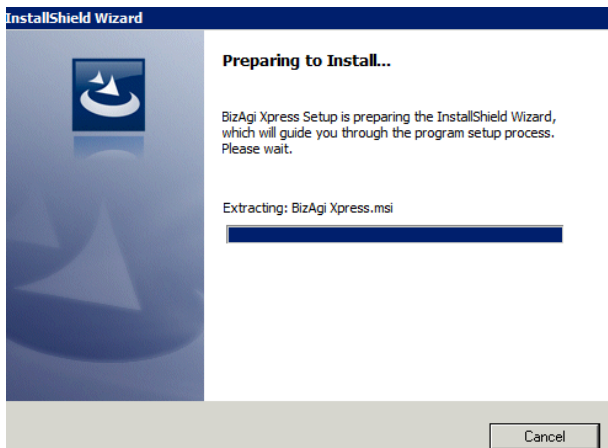 InstallShield Wizard
Preparing to Install...
BizAgi Xpress Setup is preparing the InstallShield Wizard,
which will guide you through the program setup process.
Please wait.
Extracting: BizAgi Xpress.msi
Cancel